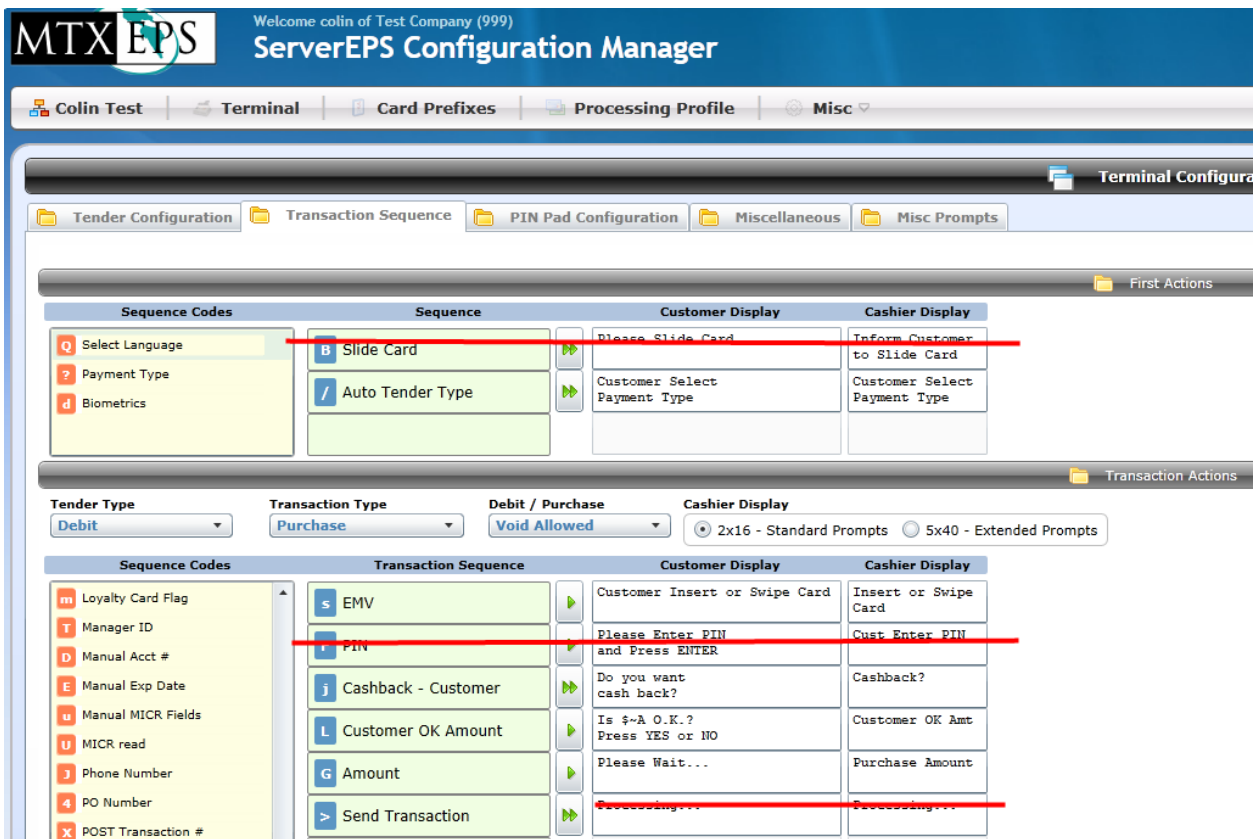 MTX EPS
Welcome colin of Test Company (999)
ServerEPS Configuration Manager
Colin Test Terminal Card Prefixes Processing Profile Misc
Terminal Configura
Tender Configuration Transaction Sequence PIN Pad Configuration Miscellaneous Misc Prompts
First Actions
Sequence Codes Sequence Customer Display Cashier Display
Q Select Language
? Payment Type
d Biometrics
B Slide Card
Please Slide Card
Inform Customer
to Slide Card
/ Auto Tender Type
Customer Select
Payment Type
Customer Select
Payment Type
Transaction Actions
Tender Type Transaction Type Debit / Purchase Cashier Display
Debit Purchase Void Allowed 2x16 - Standard Prompts 5x40 - Extended Prompts
Sequence Codes Transaction Sequence Customer Display Cashier Display
m Loyalty Card Flag
T Manager ID
D Manual Acct #
E Manual Exp Date
u Manual MICR Fields
U MICR read
J Phone Number
4 PO Number
X POST Transaction #
s EMV
Customer Insert or Swipe Card
Insert or Swipe
Card
PIN
Please Enter PIN
and Press ENTER
Cust Enter PIN
j Cashback - Customer
Do you want
cash back?
Cashback?
L Customer OK Amount
Is $~A O.K.?
Press YES or NO
Customer OK Amt
G Amount
Please Wait...
Purchase Amount
> Send Transaction
Processing...
Processing...